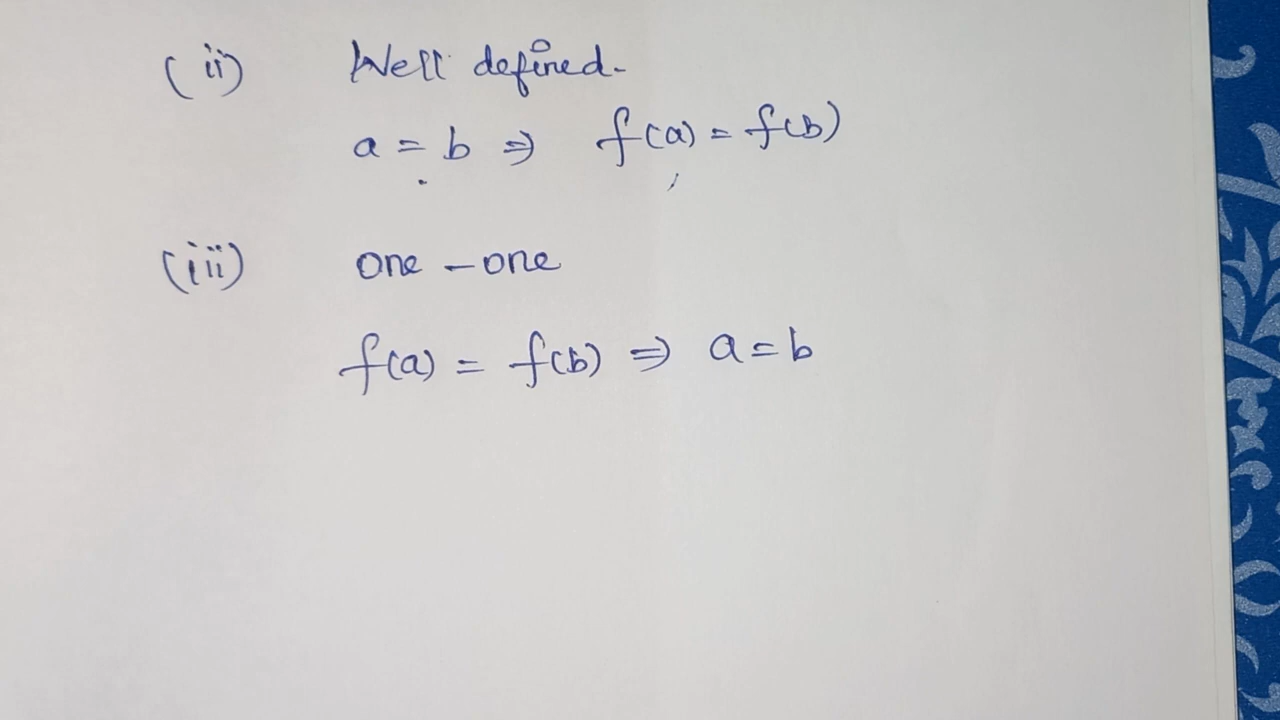 (ii) Well defined.
a = b ⇒ f(a) = f(b)
(iii) one - one
f(a) = f(b) ⇒ a = b